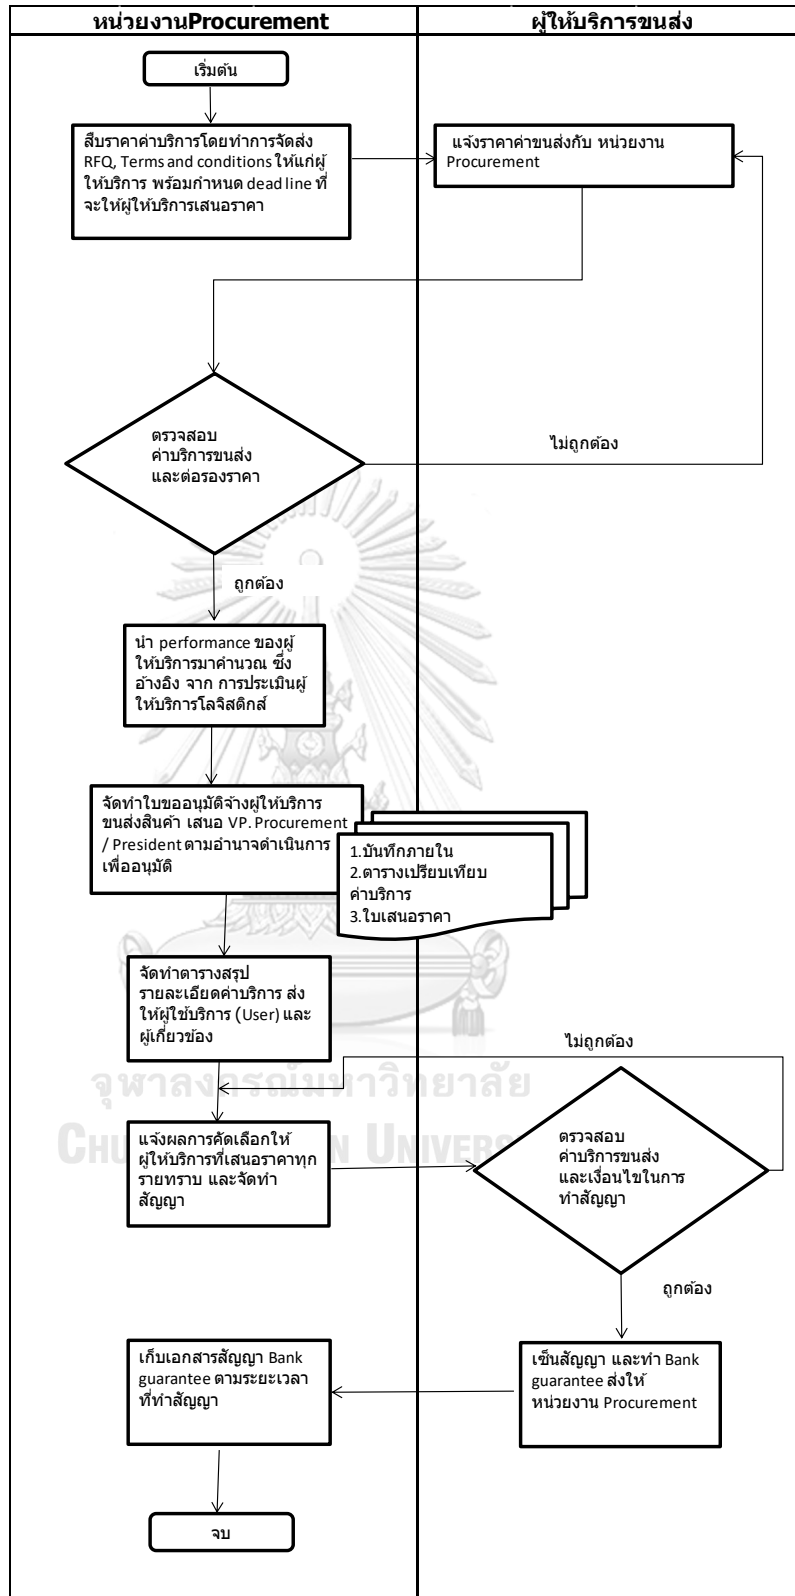 หน่วยงานProcurement
ผู้ให้บริการขนส่ง
เริ่มต้น
สืบราคาค่าบริการโดยทำการจัดส่ง
RFQ, Terms and conditions ให้แก่ผู้
ให้บริการ พร้อมกำหนด dead line ที่
จะให้ผู้ให้บริการเสนอราคา
แจ้งราคาค่าขนส่งกับ หน่วยงาน
Procurement
ตรวจสอบ
ค่าบริการขนส่ง
และต่อรองราคา
ไม่ถูกต้อง
ถูกต้อง
นำ performance ของผู้
ให้บริการมาคำนวณ ซึ่ง
อ้างอิง จาก การประเมินผู้
ให้บริการโลจิสติกส์
จัดทำใบขออนุมัติจ้างผู้ให้บริการ
ขนส่งสินค้า เสนอ VP. Procurement
/ President ตามอำนาจดำเนินการ
เพื่ออนุมัติ
1.บันทึกภายใน
2.ตารางเปรียบเทียบ
ค่าบริการ
3.ใบเสนอราคา
จัดทำตารางสรุป
รายละเอียดค่าบริการ ส่ง
ให้ผู้ใช้บริการ (User) และ
ผู้เกี่ยวข้อง
ไม่ถูกต้อง
จุฬาลงกรณ์มหาวิทยาลัย
แจ้งผลการคัดเลือกให้
ผู้ให้บริการที่เสนอราคาทุก
รายทราบ และจัดทำ
สัญญา
ตรวจสอบ
ค่าบริการขนส่ง
และเงื่อนไขในการ
ทำสัญญา
ถูกต้อง
เก็บเอกสารสัญญา Bank
guarantee ตามระยะเวลา
ที่ทำสัญญา
เซ็นสัญญา และทำ Bank
guarantee ส่งให้
หน่วยงาน Procurement
จบ